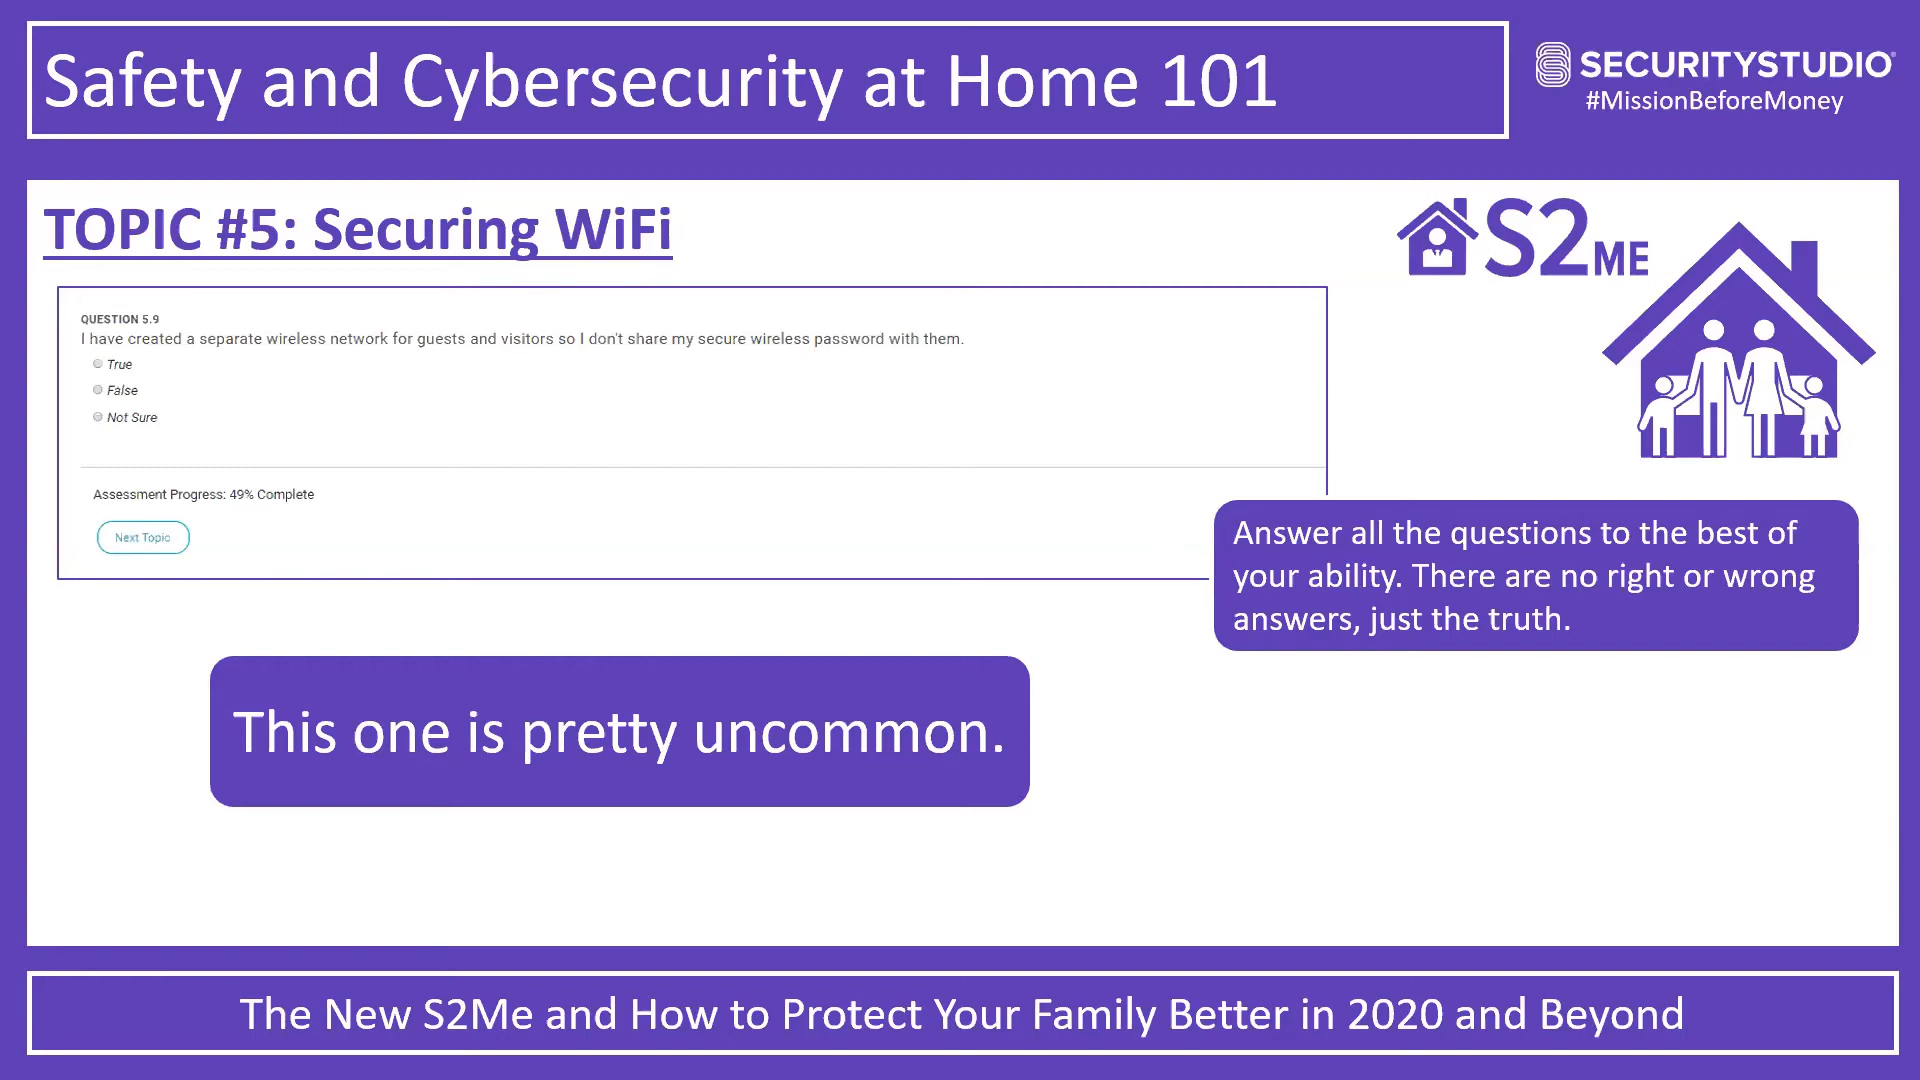 Safety and Cybersecurity at Home 101
SECURITYSTUDIO®
#MissionBeforeMoney
TOPIC #5: Securing WiFi
S2ME
QUESTION 5.9
I have created a separate wireless network for guests and visitors so I don't share my secure wireless password with them.
True
False
Not Sure
Assessment Progress: 49% Complete
Next Topic
Answer all the questions to the best of
your ability. There are no right or wrong
answers, just the truth.
This one is pretty uncommon.
The New S2Me and How to Protect Your Family Better in 2020 and Beyond